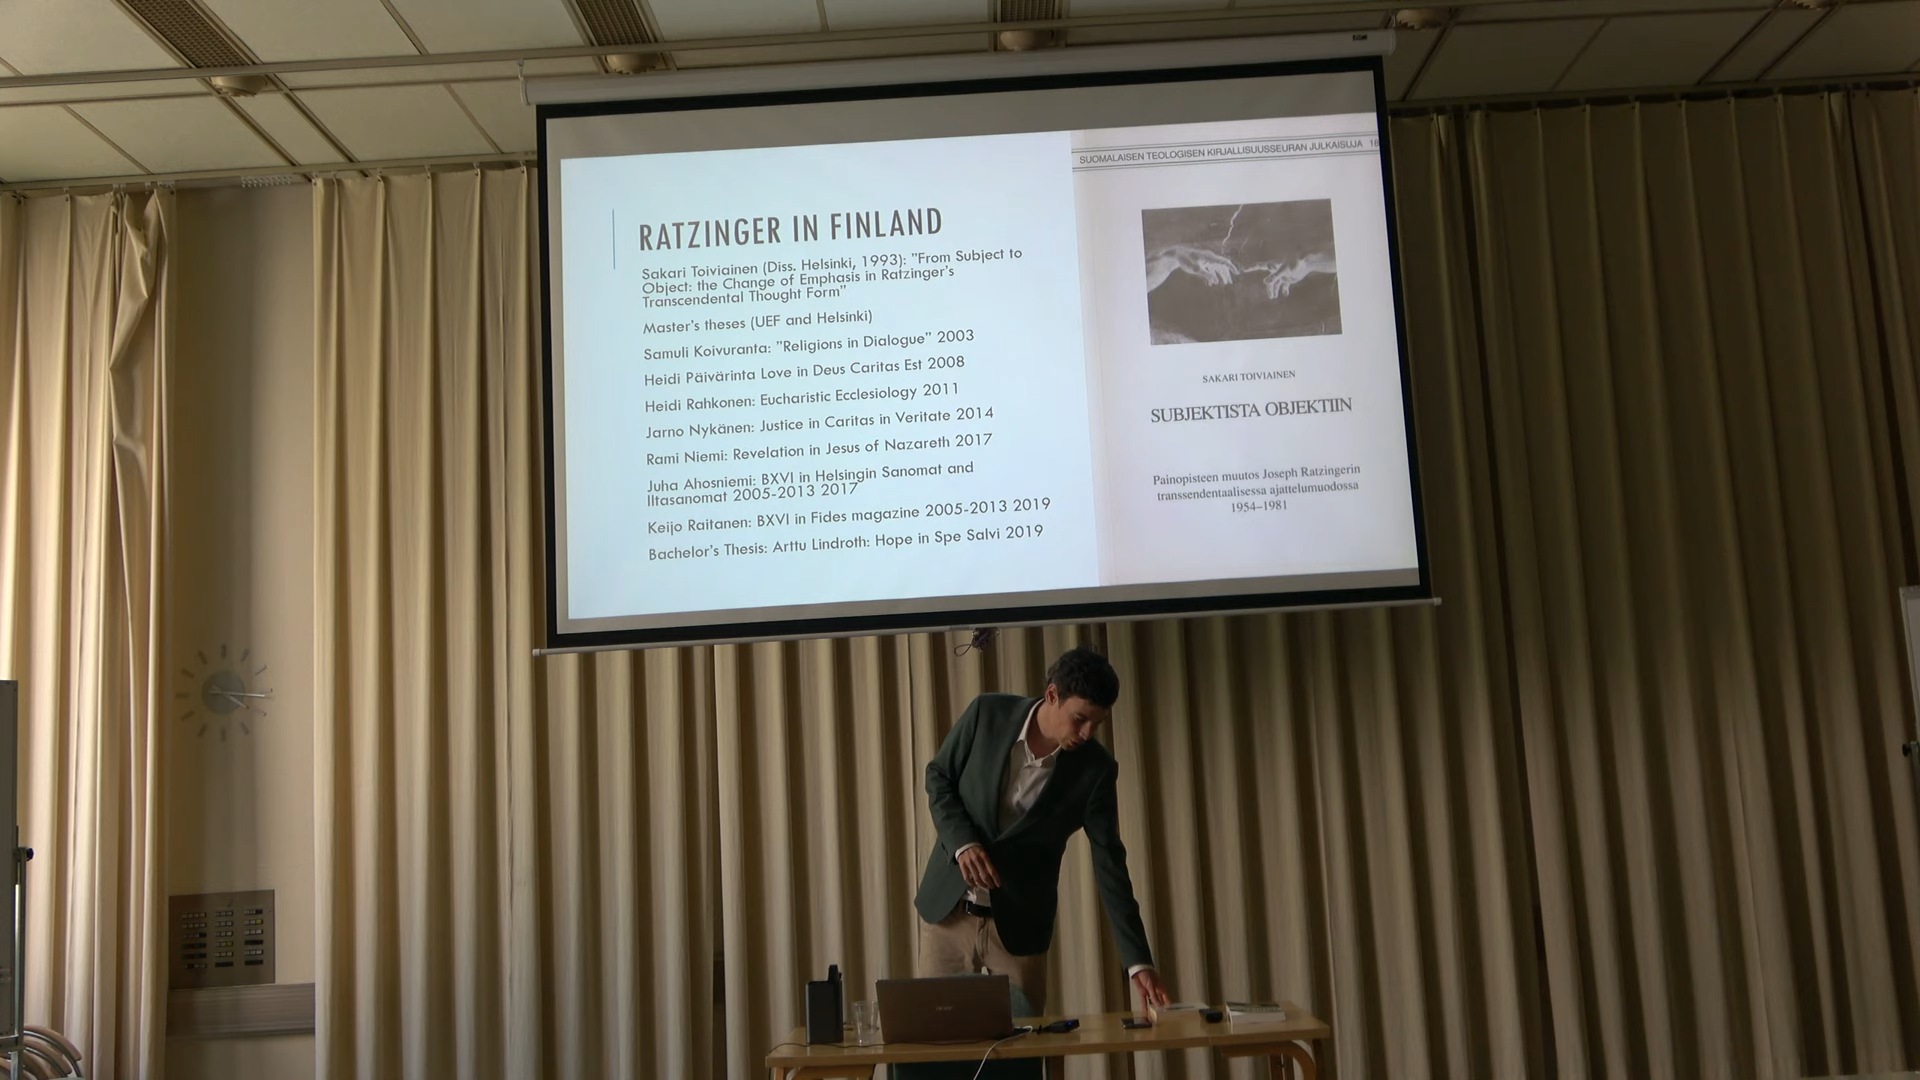 RATZINGER IN FINLAND
Sakari Toiviainen (Diss. Helsinki, 1993): "From Subject to
Object: the Change of Emphasis in Ratzinger's
Transcendental Thought Form"
Master's theses (UEF and Helsinki)
Samuli Koivuranta: "Religions in Dialogue" 2003
Heidi Päivärinta Love in Deus Caritas Est 2008
Heidi Rahkonen: Eucharistic Ecclesiology 2011
Jarno Nykänen: Justice in Caritas in Veritate 2014
Rami Niemi: Revelation in Jesus of Nazareth 2017
Juha Ahosniemi: BXVI in Helsingin Sanomat and
Iltasanomat 2005-2013 2017
Keijo Raitanen: BXVI in Fides magazine 2005-2013 2019
Bachelor's Thesis: Arttu Lindroth: Hope in Spe Salvi 2019
SUOMALAISEN TEOLOGISEN KIRJALLISUUSSEURAN JULKAISUJA 18
SAKARI TOIVIAINEN
SUBJEKTISTA OBJEKTIIN
Painopisteen muutos Joseph Ratzingerin
transsendentaalisessa ajattelumuodossa
1954–1981
acer